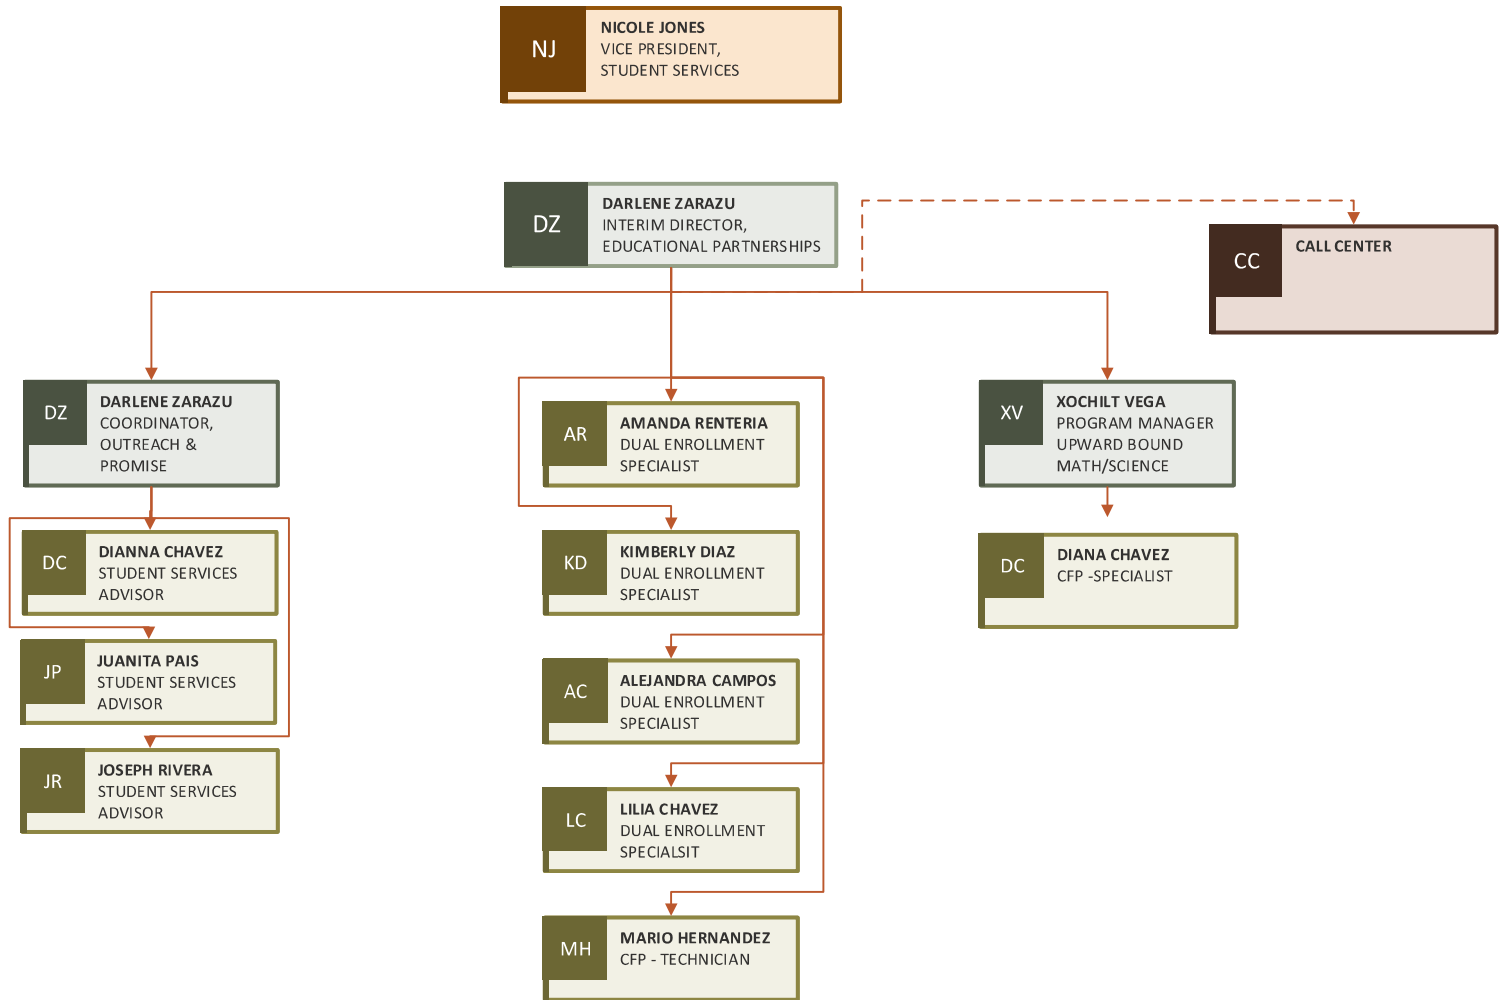 NJ
NICOLE JONES
VICE PRESIDENT,
STUDENT SERVICES
DZ
DARLENE ZARAZU
INTERIM DIRECTOR,
EDUCATIONAL PARTNERSHIPS
CC
CALL CENTER
DZ
DARLENE ZARAZU
COORDINATOR,
OUTREACH &
PROMISE
DC
DIANNA CHAVEZ
STUDENT SERVICES
ADVISOR
JP
JUANITA PAIS
STUDENT SERVICES
ADVISOR
JR
JOSEPH RIVERA
STUDENT SERVICES
ADVISOR
AR
AMANDA RENTERIA
DUAL ENROLLMENT
SPECIALIST
KD
KIMBERLY DIAZ
DUAL ENROLLMENT
SPECIALIST
AC
ALEJANDRA CAMPOS
DUAL ENROLLMENT
SPECIALIST
LC
LILIA CHAVEZ
DUAL ENROLLMENT
SPECIALSIT
MH
MARIO HERNANDEZ
CFP - TECHNICIAN
XV
XOCHILT VEGA
PROGRAM MANAGER
UPWARD BOUND
MATH/SCIENCE
DC
DIANA CHAVEZ
CFP -SPECIALIST